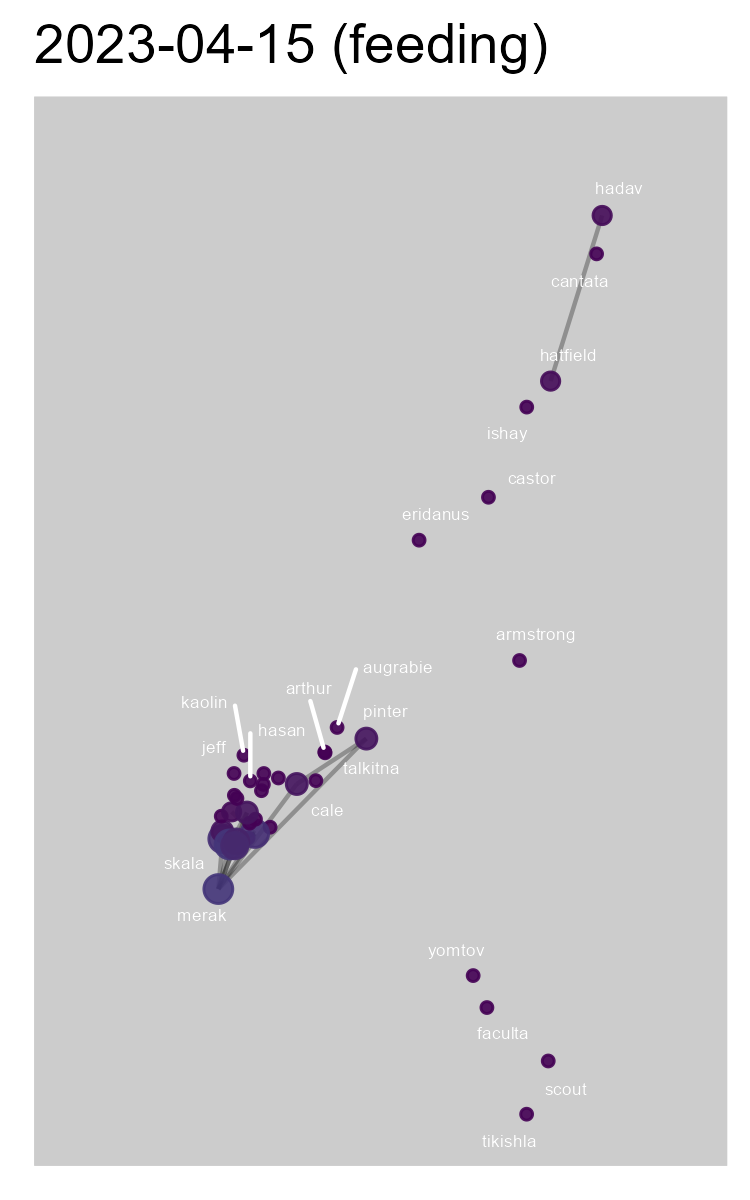 2023-04-15 (feeding)
hadav
cantata
hatfield
ishay
castor
eridanus
armstrong
augrabie
arthur
kaolin
pinter
hasan
jeff
talkitna
cale
skala
merak
yomtov
faculta
scout
tikishla